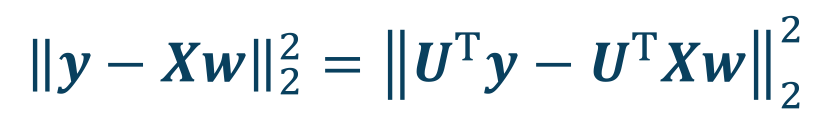 ‖y − Xw‖₂² = ‖Uᵀy − UᵀXw‖₂²